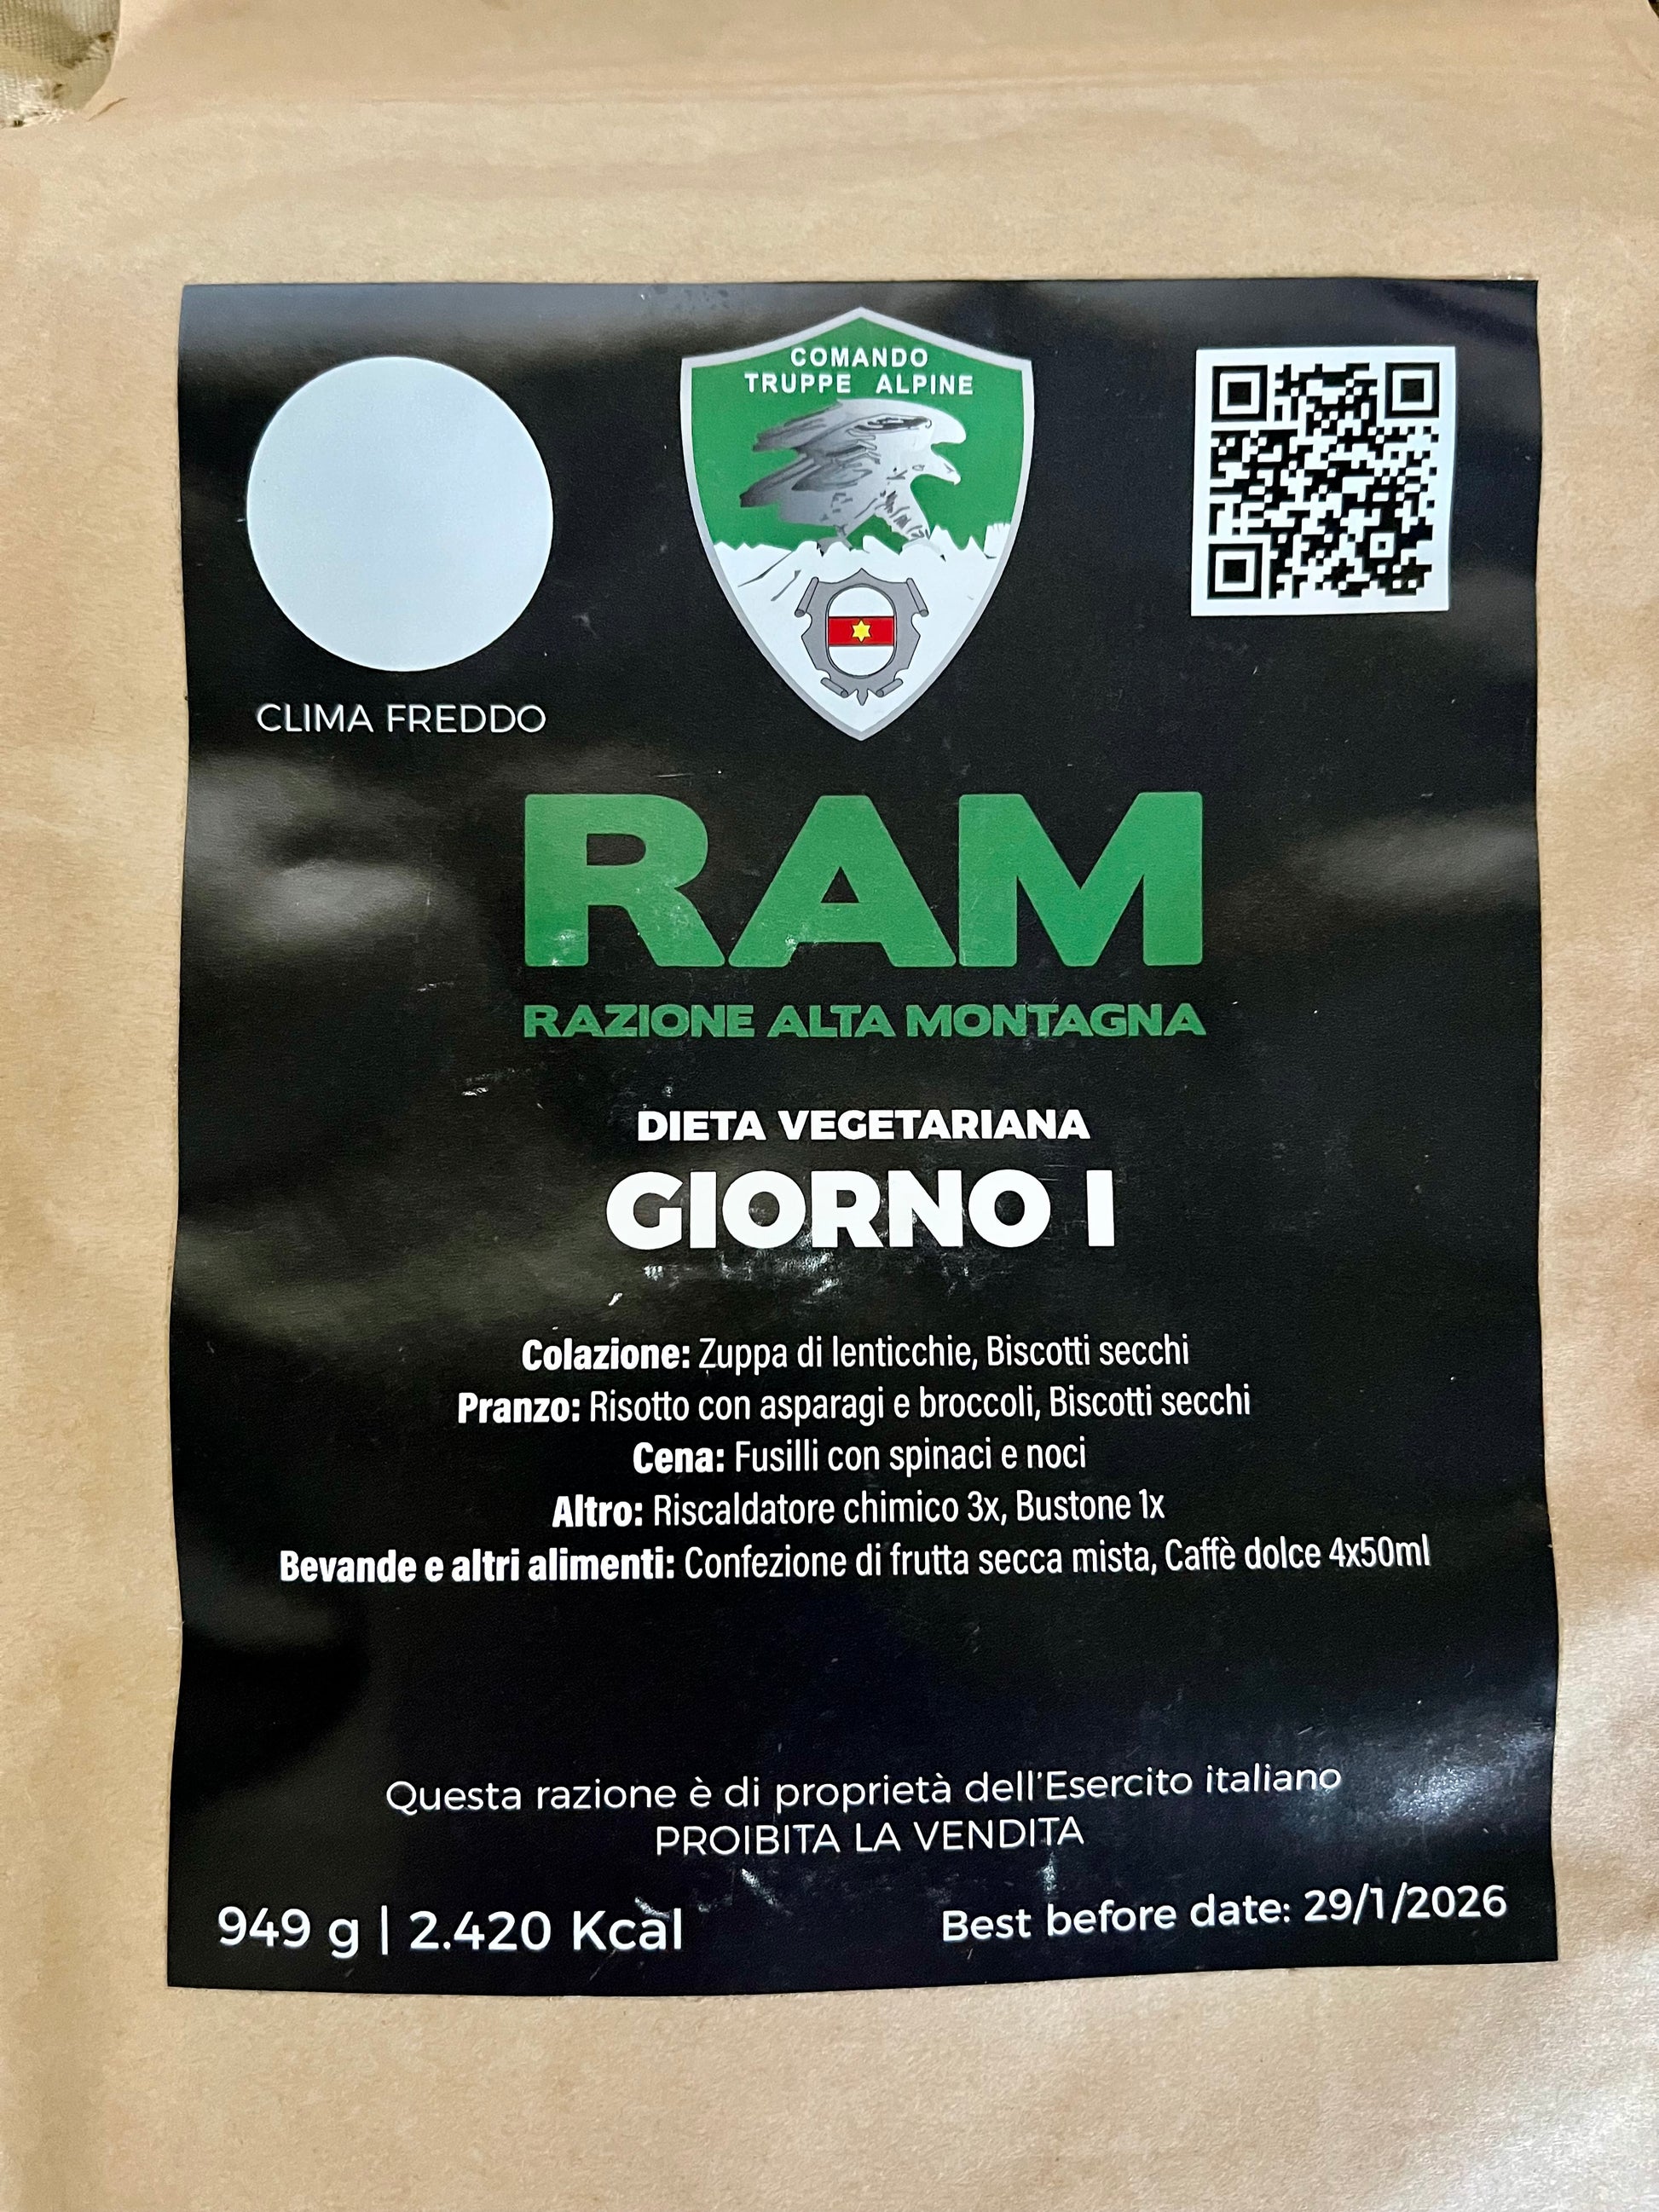 COMANDO
TRUPPE ALPINE
CLIMA FREDDO
RAM
RAZIONE ALTA MONTAGNA
DIETA VEGETARIANA
GIORNO I
Colazione: Zuppa di lenticchie, Biscotti secchi
Pranzo: Risotto con asparagi e broccoli, Biscotti secchi
Cena: Fusilli con spinaci e noci
Altro: Riscaldatore chimico 3x, Bustone 1x
Bevande e altri alimenti: Confezione di frutta secca mista, Caffè dolce 4x50ml
Questa razione è di proprietà dell'Esercito italiano
PROIBITA LA VENDITA
949 g | 2.420 Kcal
Best before date: 29/1/2026